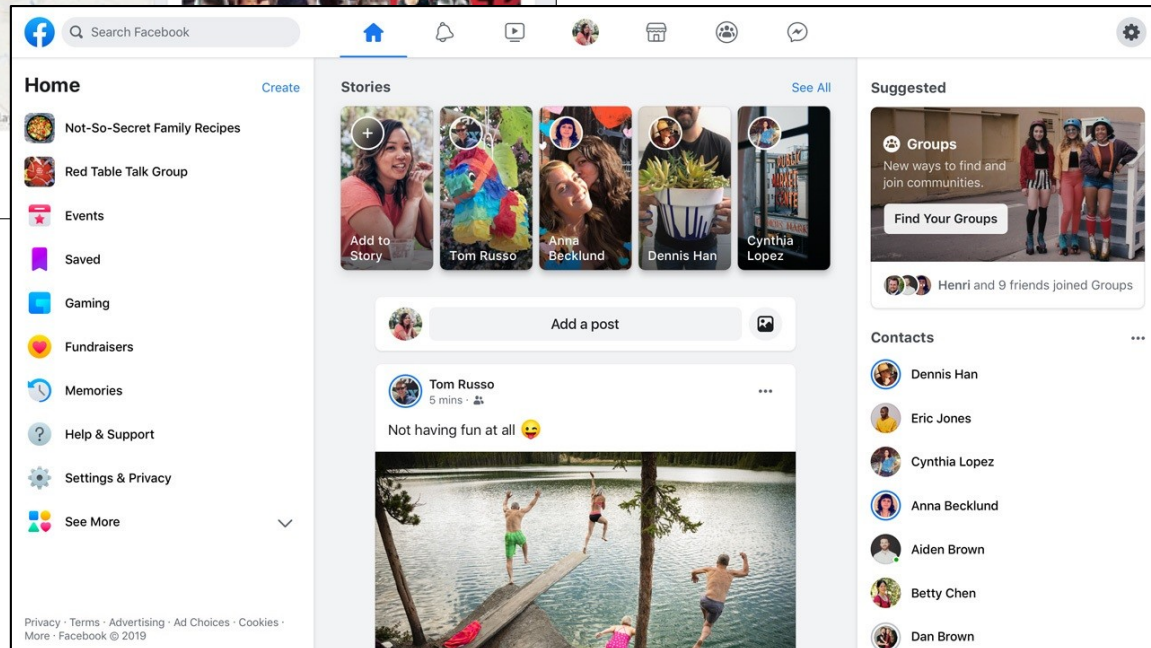 Search Facebook
Home
Create
Not-So-Secret Family Recipes
Red Table Talk Group
Events
Saved
Gaming
Fundraisers
Memories
Help & Support
Settings & Privacy
See More
Privacy · Terms · Advertising · Ad Choices · Cookies ·
More · Facebook © 2019
Stories
See All
Add to
Story
Tom Russo
Anna
Becklund
Dennis Han
Cynthia
Lopez
Add a post
Tom Russo
5 mins ·
Not having fun at all 😜
Suggested
Groups
New ways to find and
join communities.
Find Your Groups
Henri and 9 friends joined Groups
Contacts
Dennis Han
Eric Jones
Cynthia Lopez
Anna Becklund
Aiden Brown
Betty Chen
Dan Brown